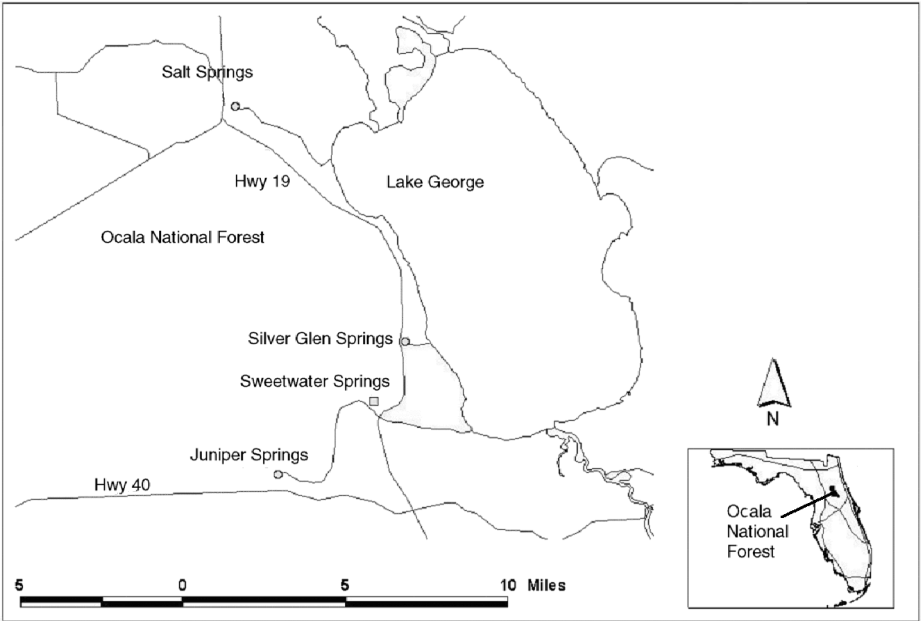 Salt Springs
Hwy 19
Lake George
Ocala National Forest
Silver Glen Springs
Sweetwater Springs
Juniper Springs
Hwy 40
N
Ocala
National
Forest
5 0 5 10 Miles